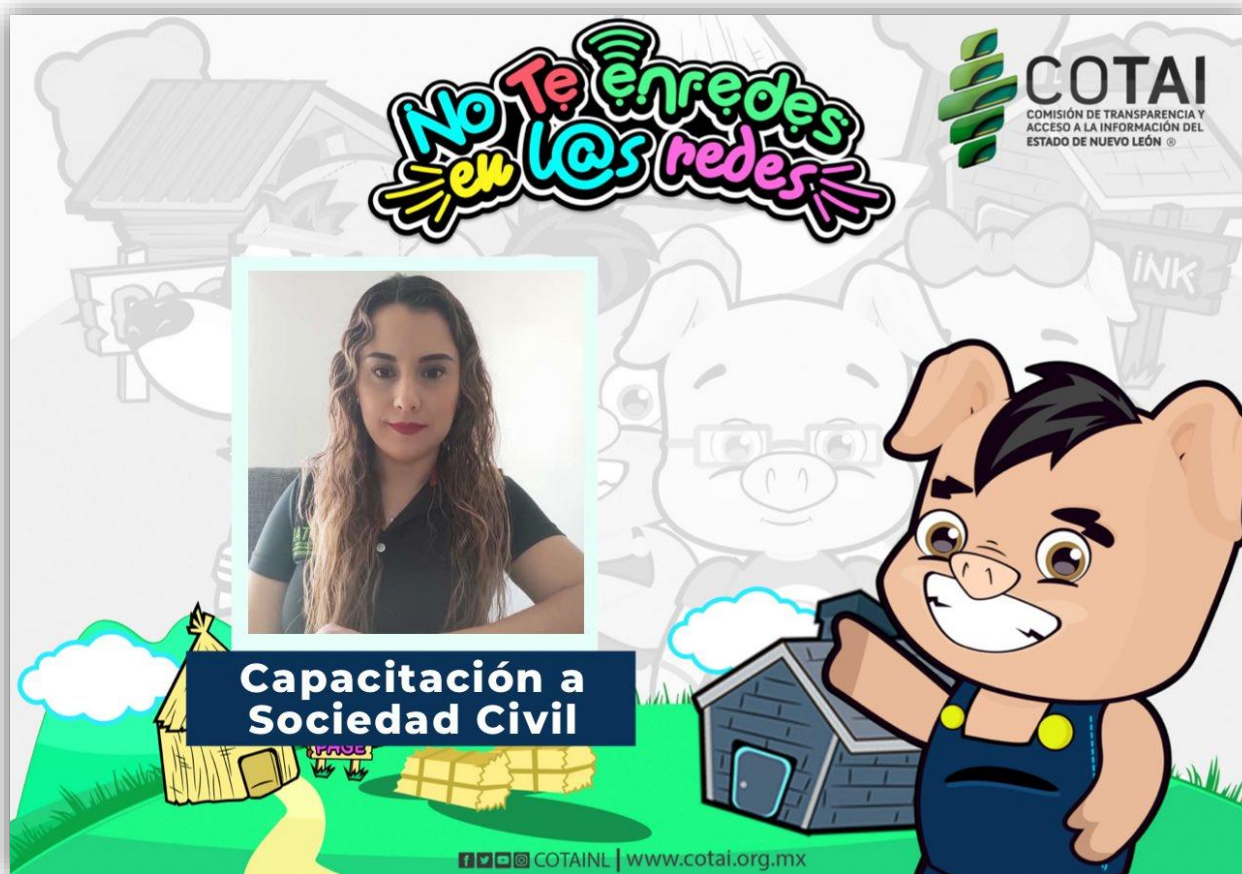 No Te enredes
en l@s redes
COTAI
COMISIÓN DE TRANSPARENCIA Y
ACCESO A LA INFORMACIÓN DEL
ESTADO DE NUEVO LEÓN ®
INK
Capacitación a
Sociedad Civil
PAGE
COTAINL | www.cotai.org.mx